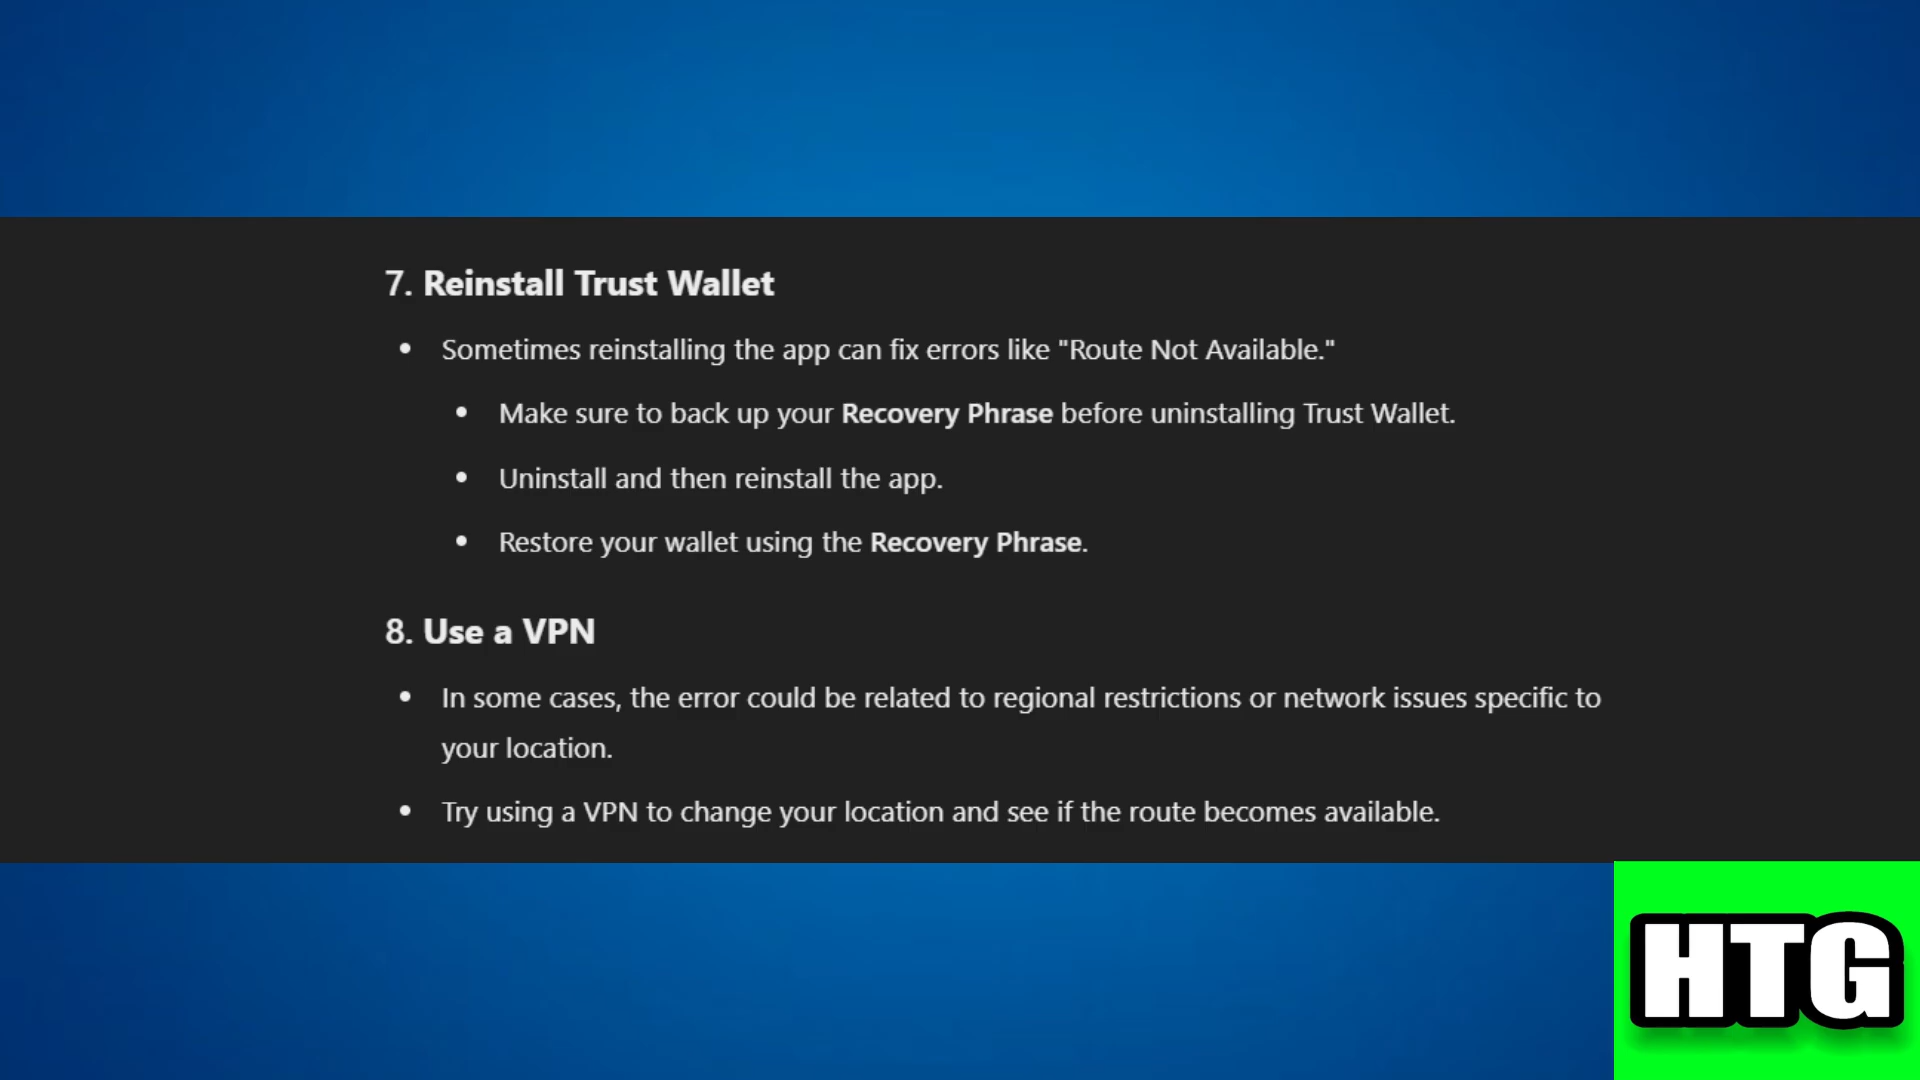 7. Reinstall Trust Wallet
• Sometimes reinstalling the app can fix errors like "Route Not Available."
• Make sure to back up your Recovery Phrase before uninstalling Trust Wallet.
• Uninstall and then reinstall the app.
• Restore your wallet using the Recovery Phrase.
8. Use a VPN
• In some cases, the error could be related to regional restrictions or network issues specific to
your location.
• Try using a VPN to change your location and see if the route becomes available.
HTG